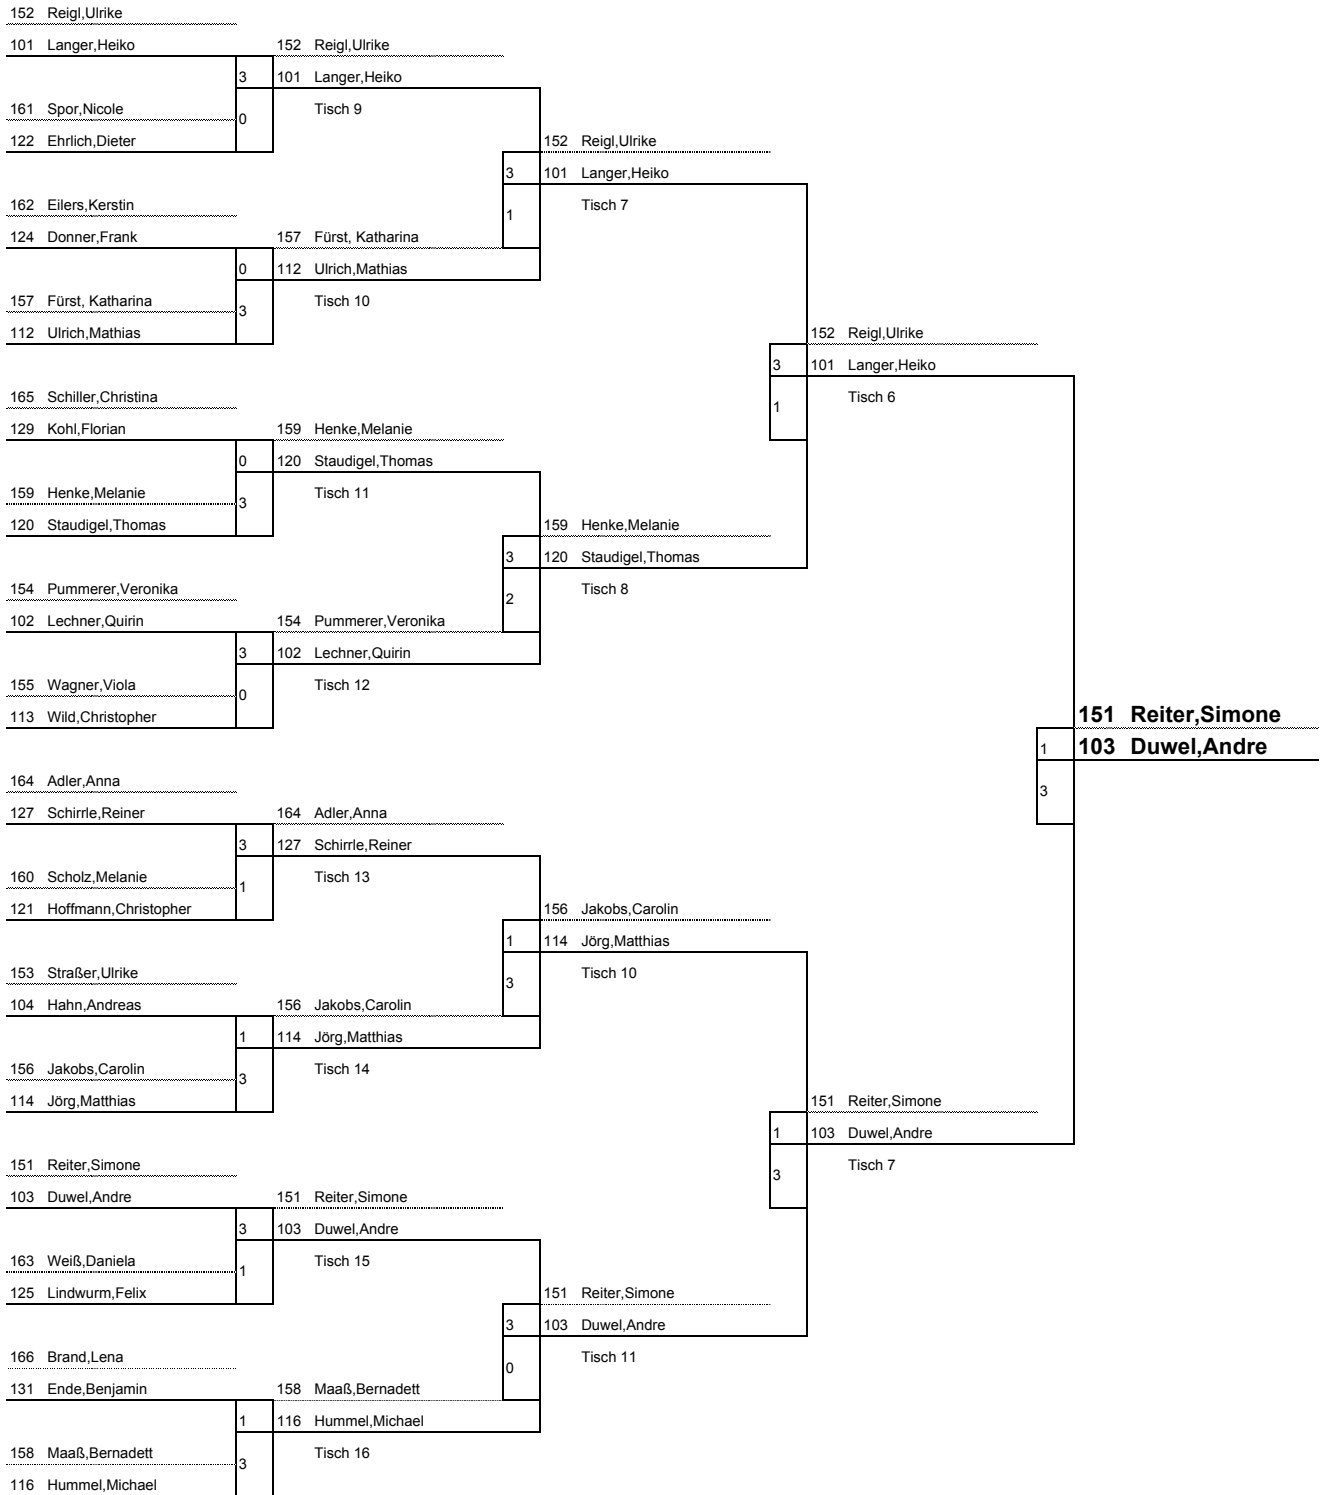 152 Reigl,Ulrike
101 Langer,Heiko 152 Reigl,Ulrike
3 101 Langer,Heiko
161 Spor,Nicole 0 Tisch 9
122 Ehrlich,Dieter 152 Reigl,Ulrike
3 101 Langer,Heiko
162 Eilers,Kerstin 1 Tisch 7
124 Donner,Frank 157 Fürst, Katharina
0 112 Ulrich,Mathias
157 Fürst, Katharina 3 Tisch 10
112 Ulrich,Mathias 152 Reigl,Ulrike
3 101 Langer,Heiko
165 Schiller,Christina 1 Tisch 6
129 Kohl,Florian 159 Henke,Melanie
0 120 Staudigel,Thomas
159 Henke,Melanie 3 Tisch 11
120 Staudigel,Thomas 159 Henke,Melanie
3 120 Staudigel,Thomas
154 Pummerer,Veronika 2 Tisch 8
102 Lechner,Quirin 154 Pummerer,Veronika
3 102 Lechner,Quirin
155 Wagner,Viola 0 Tisch 12
113 Wild,Christopher 151 Reiter,Simone
1 103 Duwel,Andre
164 Adler,Anna 3
127 Schirrle,Reiner 164 Adler,Anna
3 127 Schirrle,Reiner
160 Scholz,Melanie 1 Tisch 13
121 Hoffmann,Christopher 156 Jakobs,Carolin
1 114 Jörg,Matthias
153 Straßer,Ulrike 3 Tisch 10
104 Hahn,Andreas 156 Jakobs,Carolin
1 114 Jörg,Matthias
156 Jakobs,Carolin 3 Tisch 14
114 Jörg,Matthias 151 Reiter,Simone
1 103 Duwel,Andre
151 Reiter,Simone 3 Tisch 7
103 Duwel,Andre 151 Reiter,Simone
3 103 Duwel,Andre
163 Weiß,Daniela 1 Tisch 15
125 Lindwurm,Felix 151 Reiter,Simone
3 103 Duwel,Andre
166 Brand,Lena 0 Tisch 11
131 Ende,Benjamin 158 Maaß,Bernadett
1 116 Hummel,Michael
158 Maaß,Bernadett 3 Tisch 16
116 Hummel,Michael